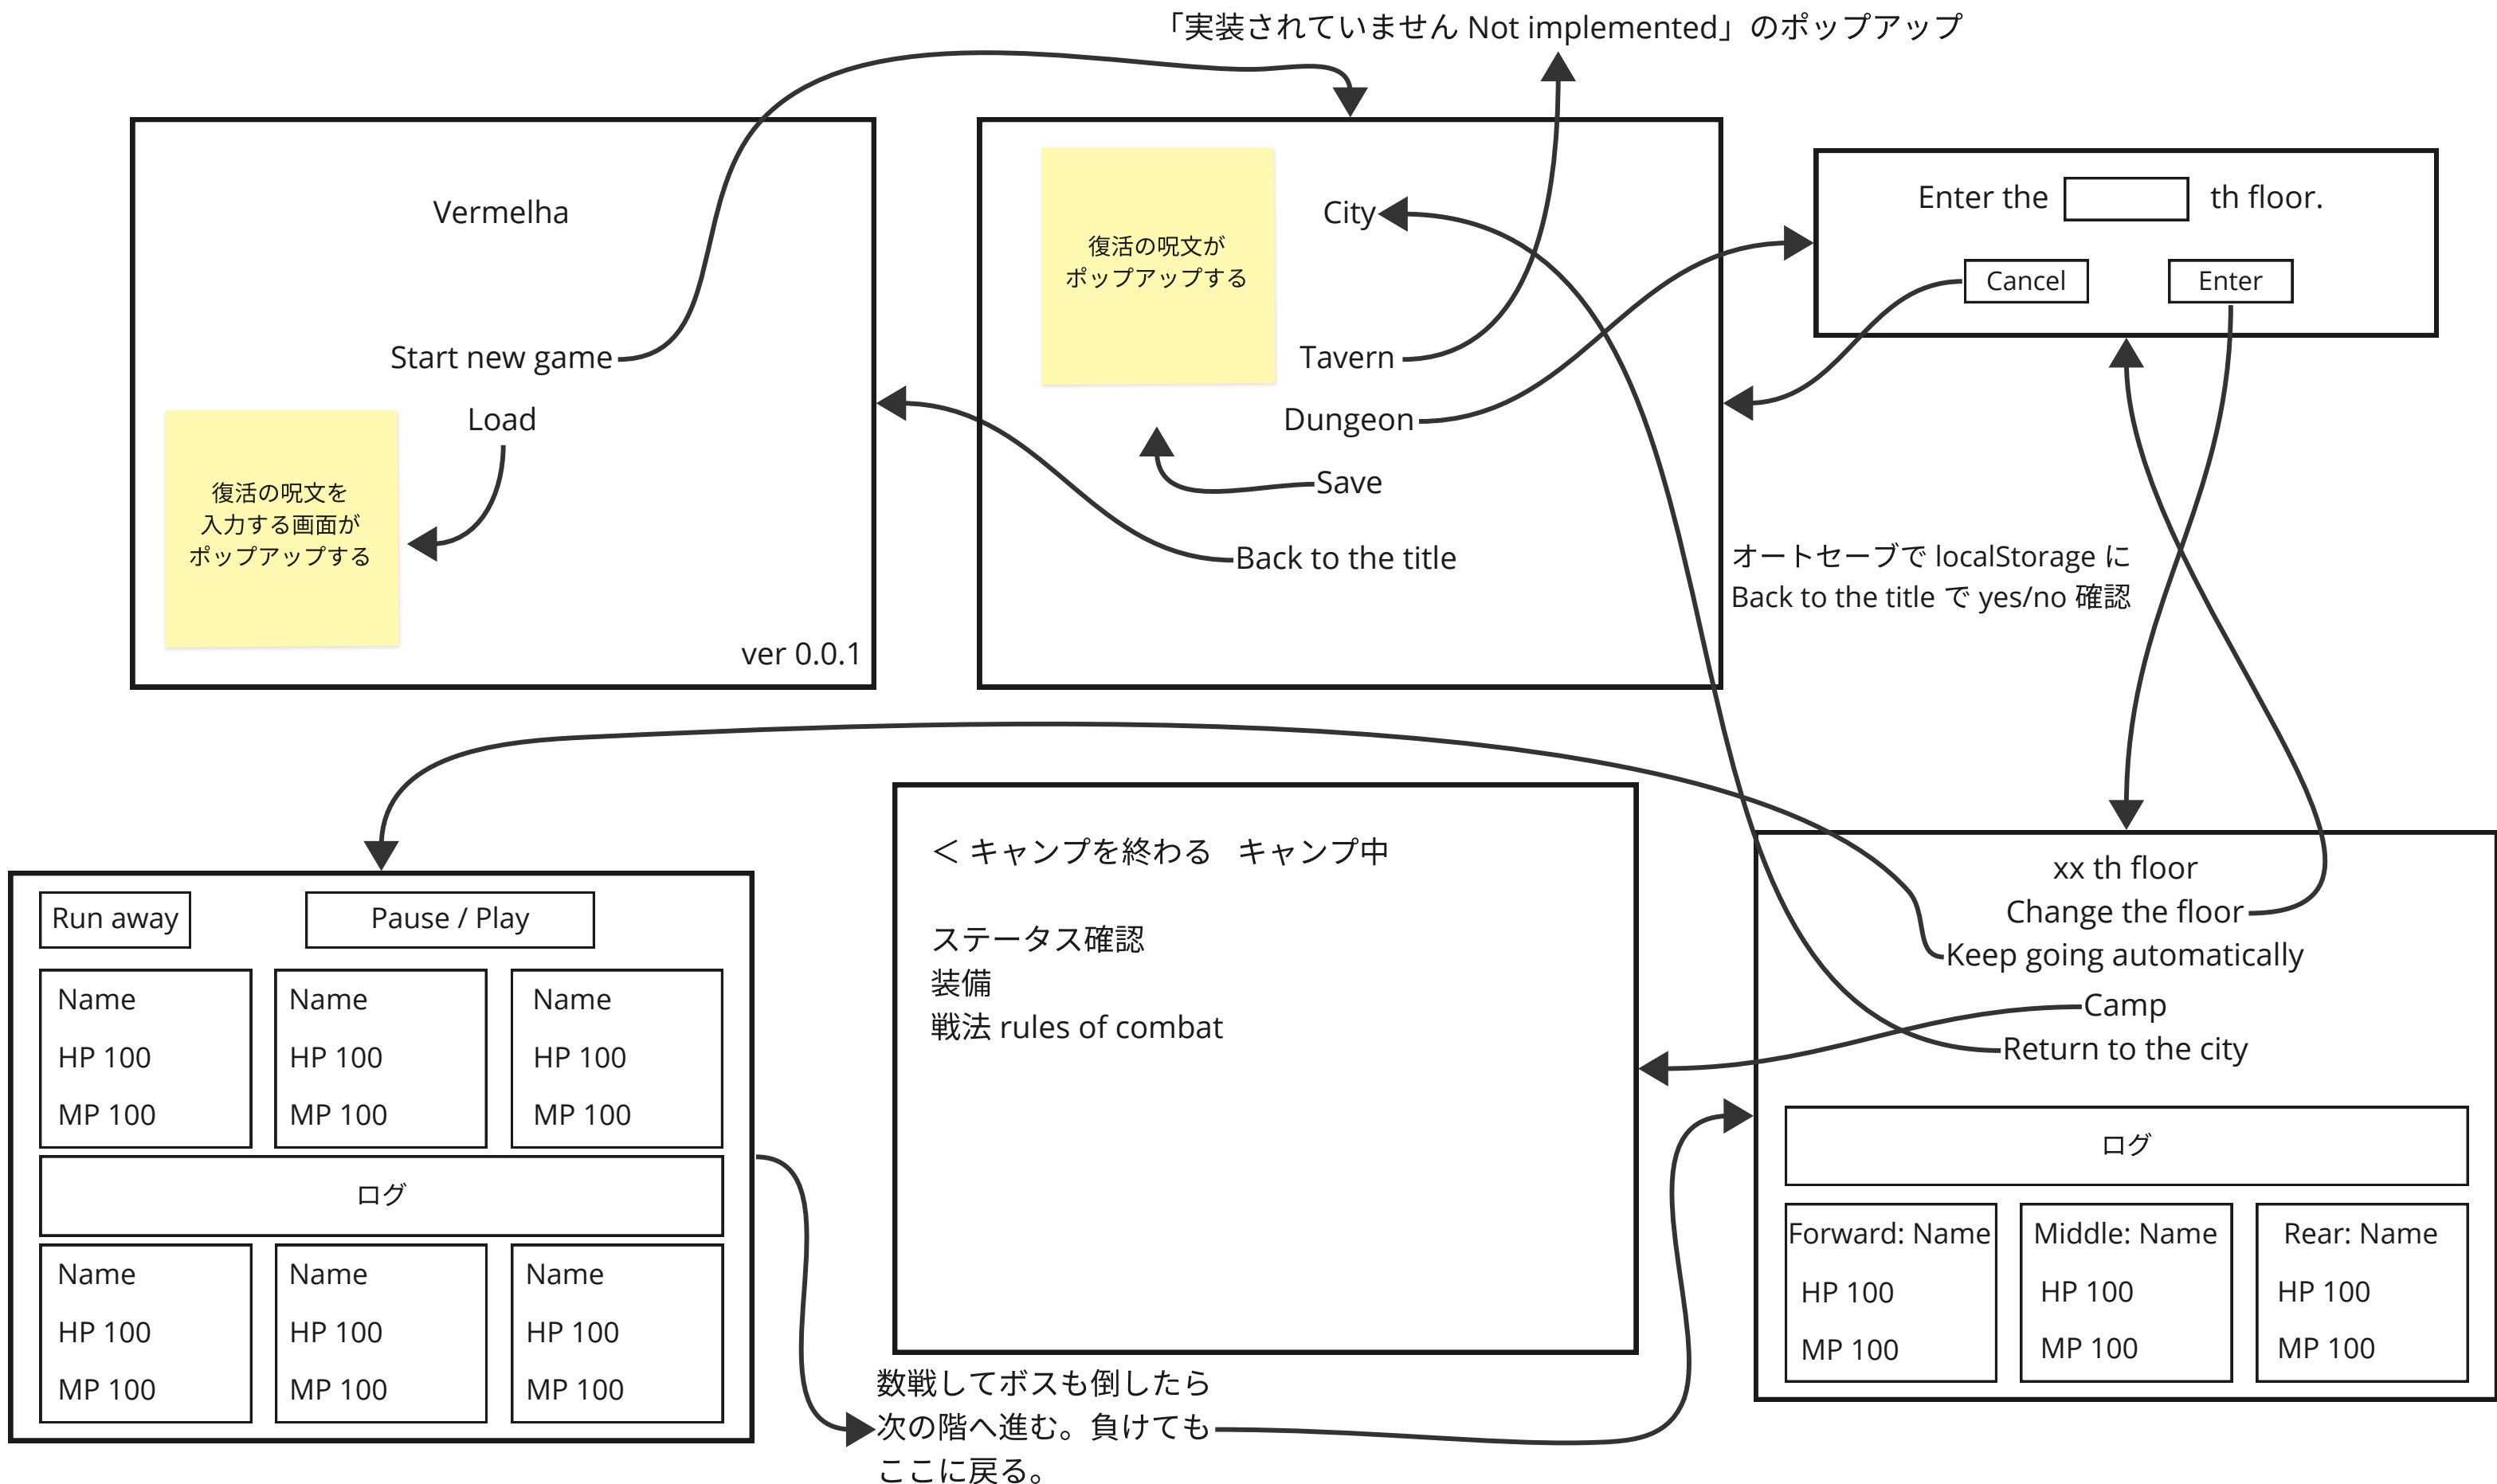 「実装されていません Not implemented」のポップアップ
Vermelha
Start new game
Load
復活の呪文を
入力する画面が
ポップアップする
ver 0.0.1
復活の呪文が
ポップアップする
City
Tavern
Dungeon
Save
Back to the title
Enter the
th floor.
Cancel
Enter
オートセーブで localStorage に
Back to the title で yes/no 確認
Run away
Pause / Play
Name
HP 100
MP 100
Name
HP 100
MP 100
Name
HP 100
MP 100
ログ
Name
HP 100
MP 100
Name
HP 100
MP 100
Name
HP 100
MP 100
＜ キャンプを終わる キャンプ中
ステータス確認
装備
戦法 rules of combat
数戦してボスも倒したら
次の階へ進む。負けても
ここに戻る。
xx th floor
Change the floor
Keep going automatically
Camp
Return to the city
ログ
Forward: Name
HP 100
MP 100
Middle: Name
HP 100
MP 100
Rear: Name
HP 100
MP 100